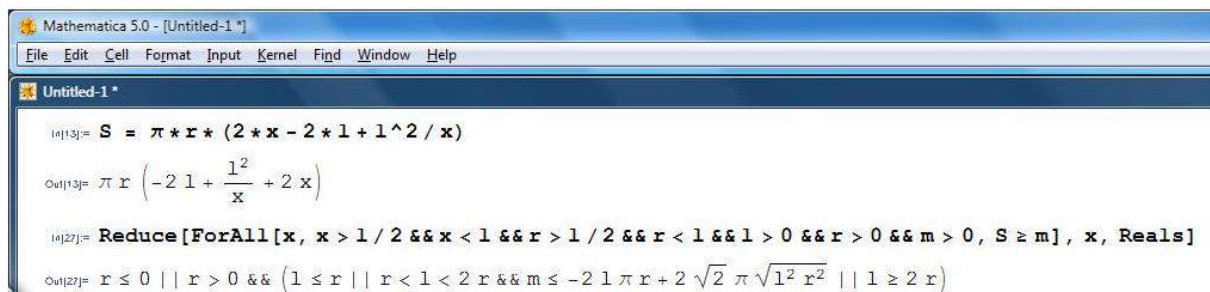 Mathematica 5.0 - [Untitled-1 *]
File Edit Cell Format Input Kernel Find Window Help
Untitled-1 *
In[13]:= S = π * r * (2 * x - 2 * l + l^2 / x)
Out[13]= π r (-2 l + l²/x + 2 x)
In[27]:= Reduce[ForAll[x, x > l / 2 && x < l && r > l / 2 && r < l && l > 0 && r > 0 && m > 0, S ≥ m], x, Reals]
Out[27]= r ≤ 0 || r > 0 && (l ≤ r || r < l < 2 r && m ≤ -2 l π r + 2 √2 π √(l² r²) || l ≥ 2 r)